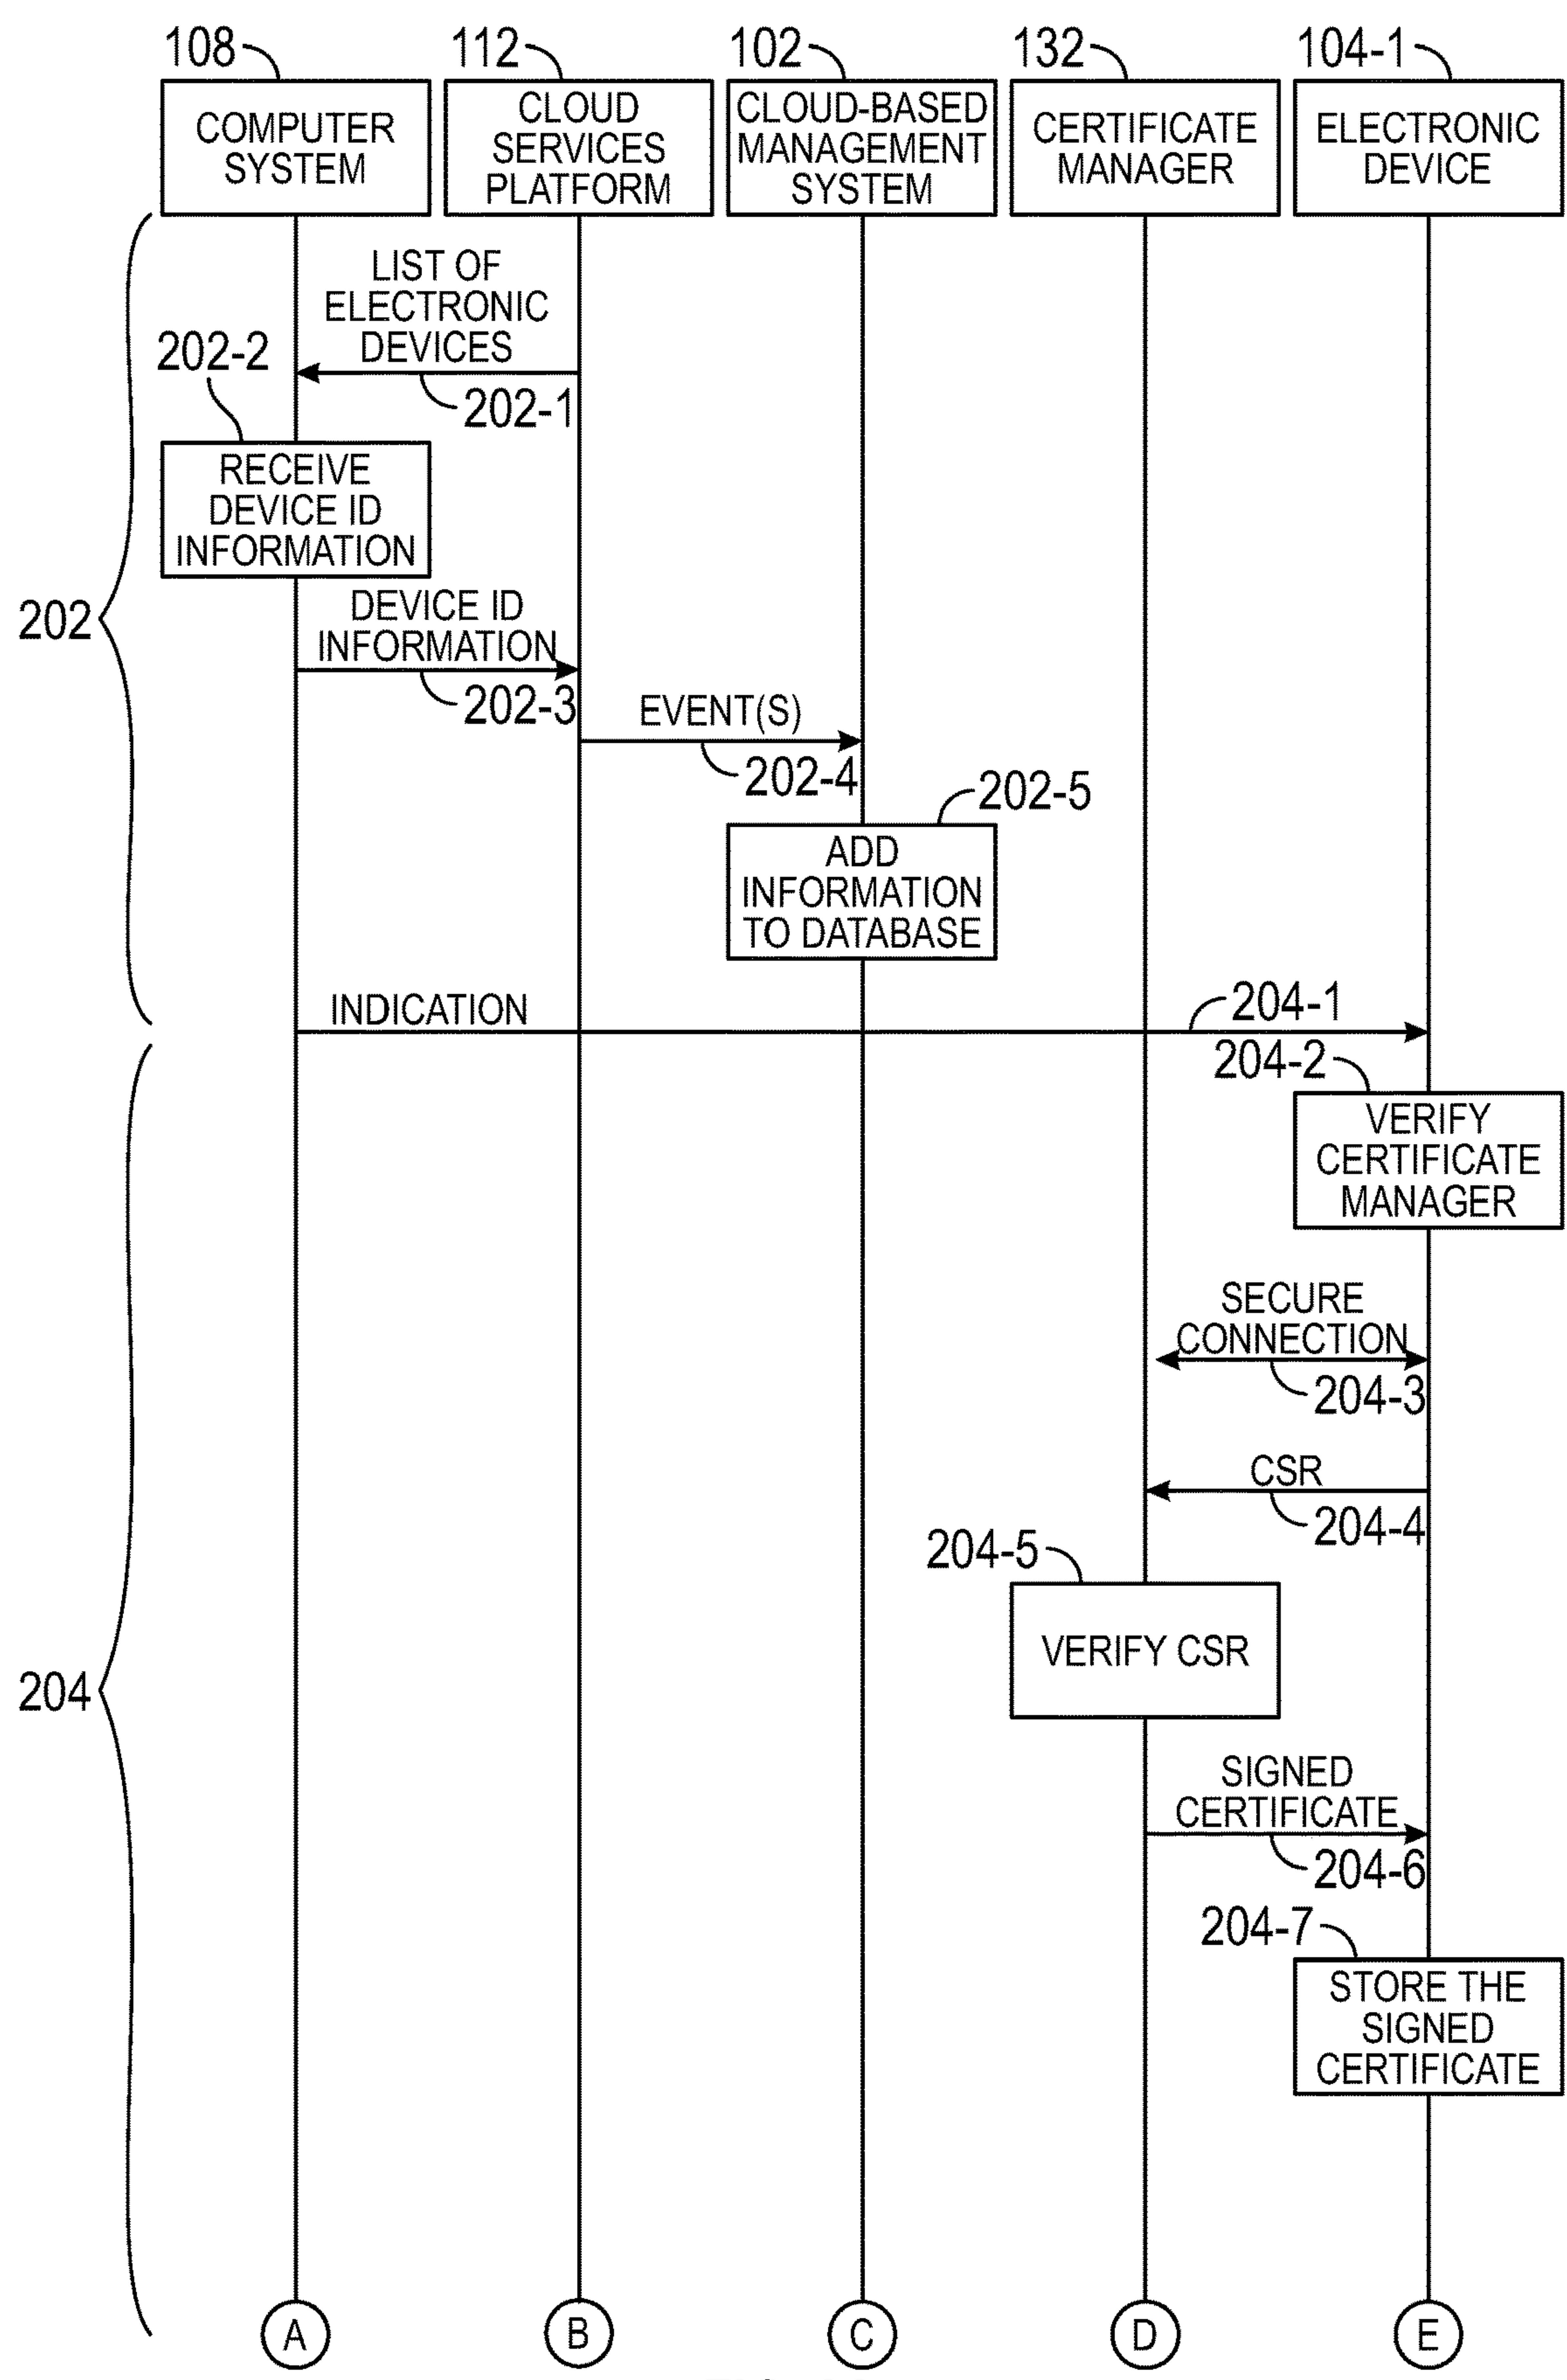 108
112
102
132
104-1
COMPUTER
SYSTEM
CLOUD
SERVICES
PLATFORM
CLOUD-BASED
MANAGEMENT
SYSTEM
CERTIFICATE
MANAGER
ELECTRONIC
DEVICE
LIST OF
ELECTRONIC
DEVICES
202-1
202-2
RECEIVE
DEVICE ID
INFORMATION
202
DEVICE ID
INFORMATION
202-3
EVENT(S)
202-4
202-5
ADD
INFORMATION
TO DATABASE
INDICATION
204-1
204-2
VERIFY
CERTIFICATE
MANAGER
SECURE
CONNECTION
204-3
CSR
204-4
204-5
VERIFY CSR
204
SIGNED
CERTIFICATE
204-6
204-7
STORE THE
SIGNED
CERTIFICATE
A
B
C
D
E